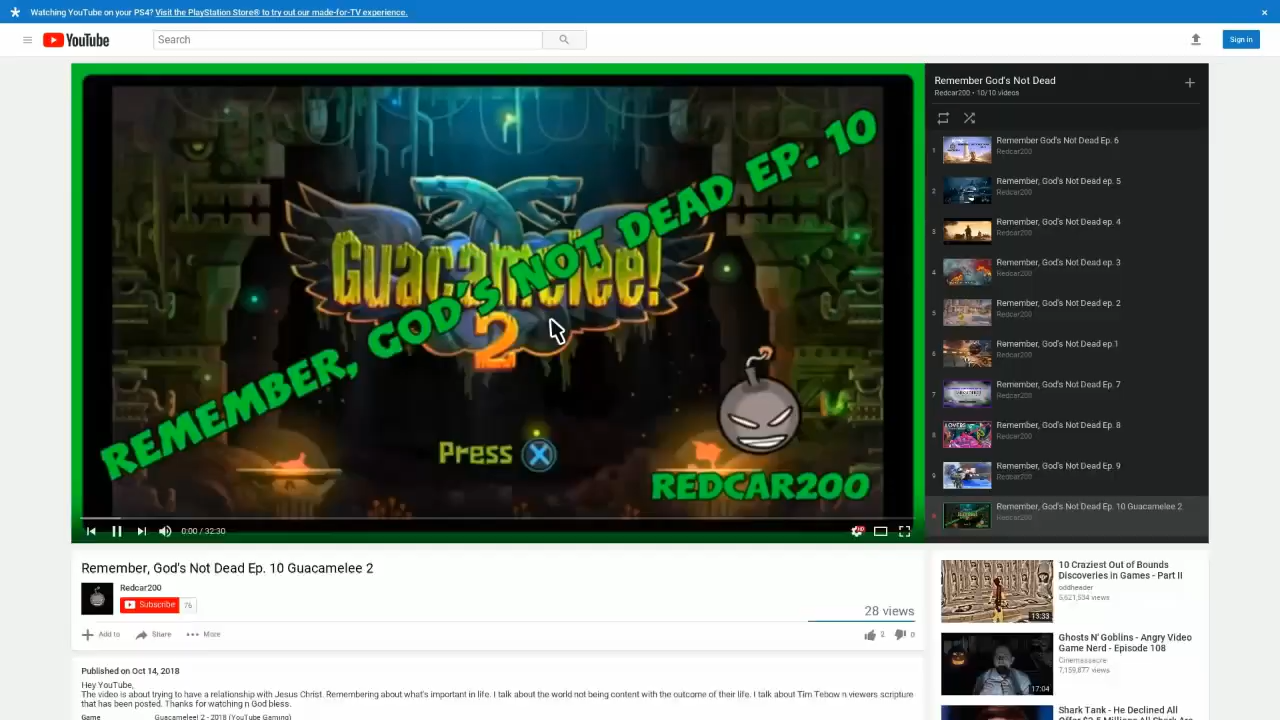 Watching YouTube on your PS4? Visit the PlayStation Store® to try out our made-for-TV experience.
×
YouTube
Search
Sign in
REMEMBER, GOD'S NOT DEAD EP. 10
Guacamelee!
2
Press X
REDCAR200
0:00 / 32:30
HD
Remember God's Not Dead
Redcar200 • 10/10 videos
1
Remember God's Not Dead Ep. 6
Redcar200
2
Remember, God's Not Dead ep. 5
Redcar200
3
Remember, God's Not Dead ep. 4
Redcar200
4
Remember, God's Not Dead ep. 3
Redcar200
5
Remember, God's Not Dead ep. 2
Redcar200
6
Remember, God's Not Dead ep.1
Redcar200
7
Remember, God's Not Dead Ep. 7
Redcar200
8
LOVERS
Remember, God's Not Dead Ep. 8
Redcar200
9
Remember, God's Not Dead Ep. 9
Redcar200
Remember, God's Not Dead Ep. 10 Guacamelee 2
Redcar200
Remember, God's Not Dead Ep. 10 Guacamelee 2
Redcar200
Subscribe 76
28 views
Add to Share More
2 0
Published on Oct 14, 2018
Hey YouTube,
The video is about trying to have a relationship with Jesus Christ. Remembering about what's important in life. I talk about the world not being content with the outcome of their life. I talk about Tim Tebow n viewers scripture
that has been posted. Thanks for watching n God bless.
Game Guacamelee! 2 - 2018 (YouTube Gaming)
10 Craziest Out of Bounds
Discoveries in Games - Part II
oddheader
5,621,534 views
13:33
Ghosts N' Goblins - Angry Video
Game Nerd - Episode 108
Cinemassacre
7,159,877 views
17:04
Shark Tank - He Declined All